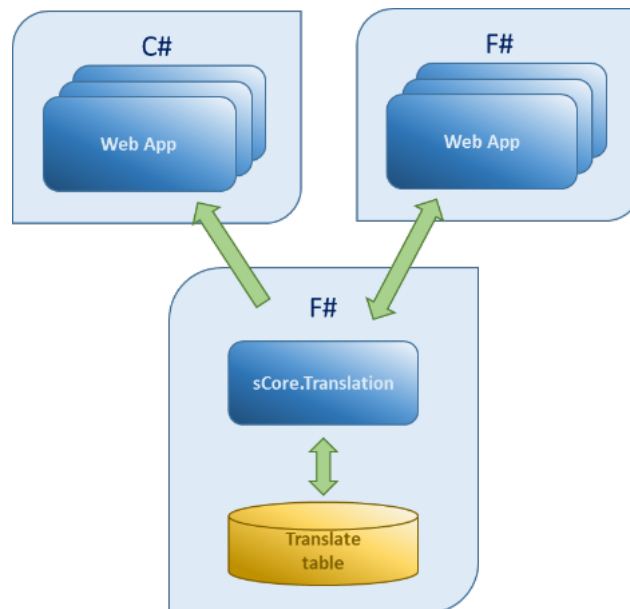 C#
Web App
F#
Web App
F#
sCore.Translation
Translate
table